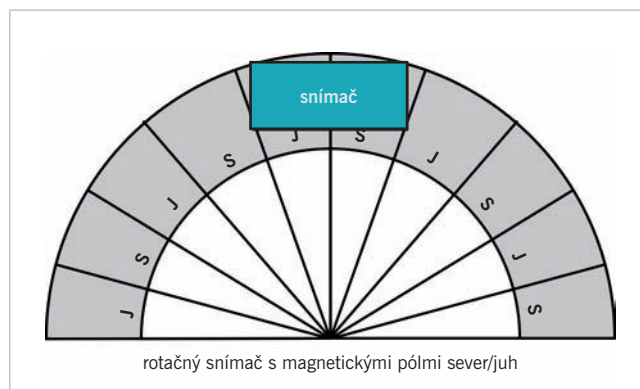 snímač
J S J S J S J S J S
rotačný snímač s magnetickými pólmi sever/juh